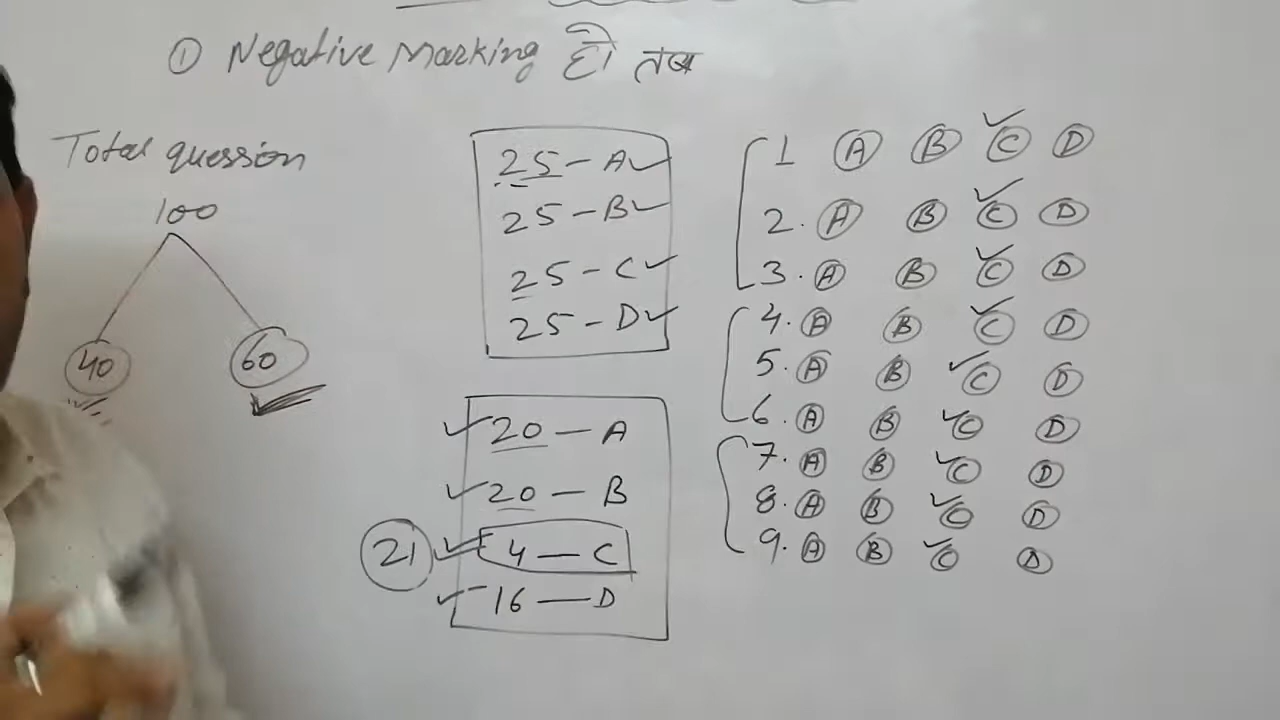 ① Negative Marking हो तब
Total quession
100
40 60
25 - A
25 - B
25 - C
25 - D
20 - A
20 - B
21 4 - C
16 - D
1 A B C D
2. A B C D
3. A B C D
4. A B C D
5. A B C D
6. A B C D
7. A B C D
8. A B C D
9. A B C D